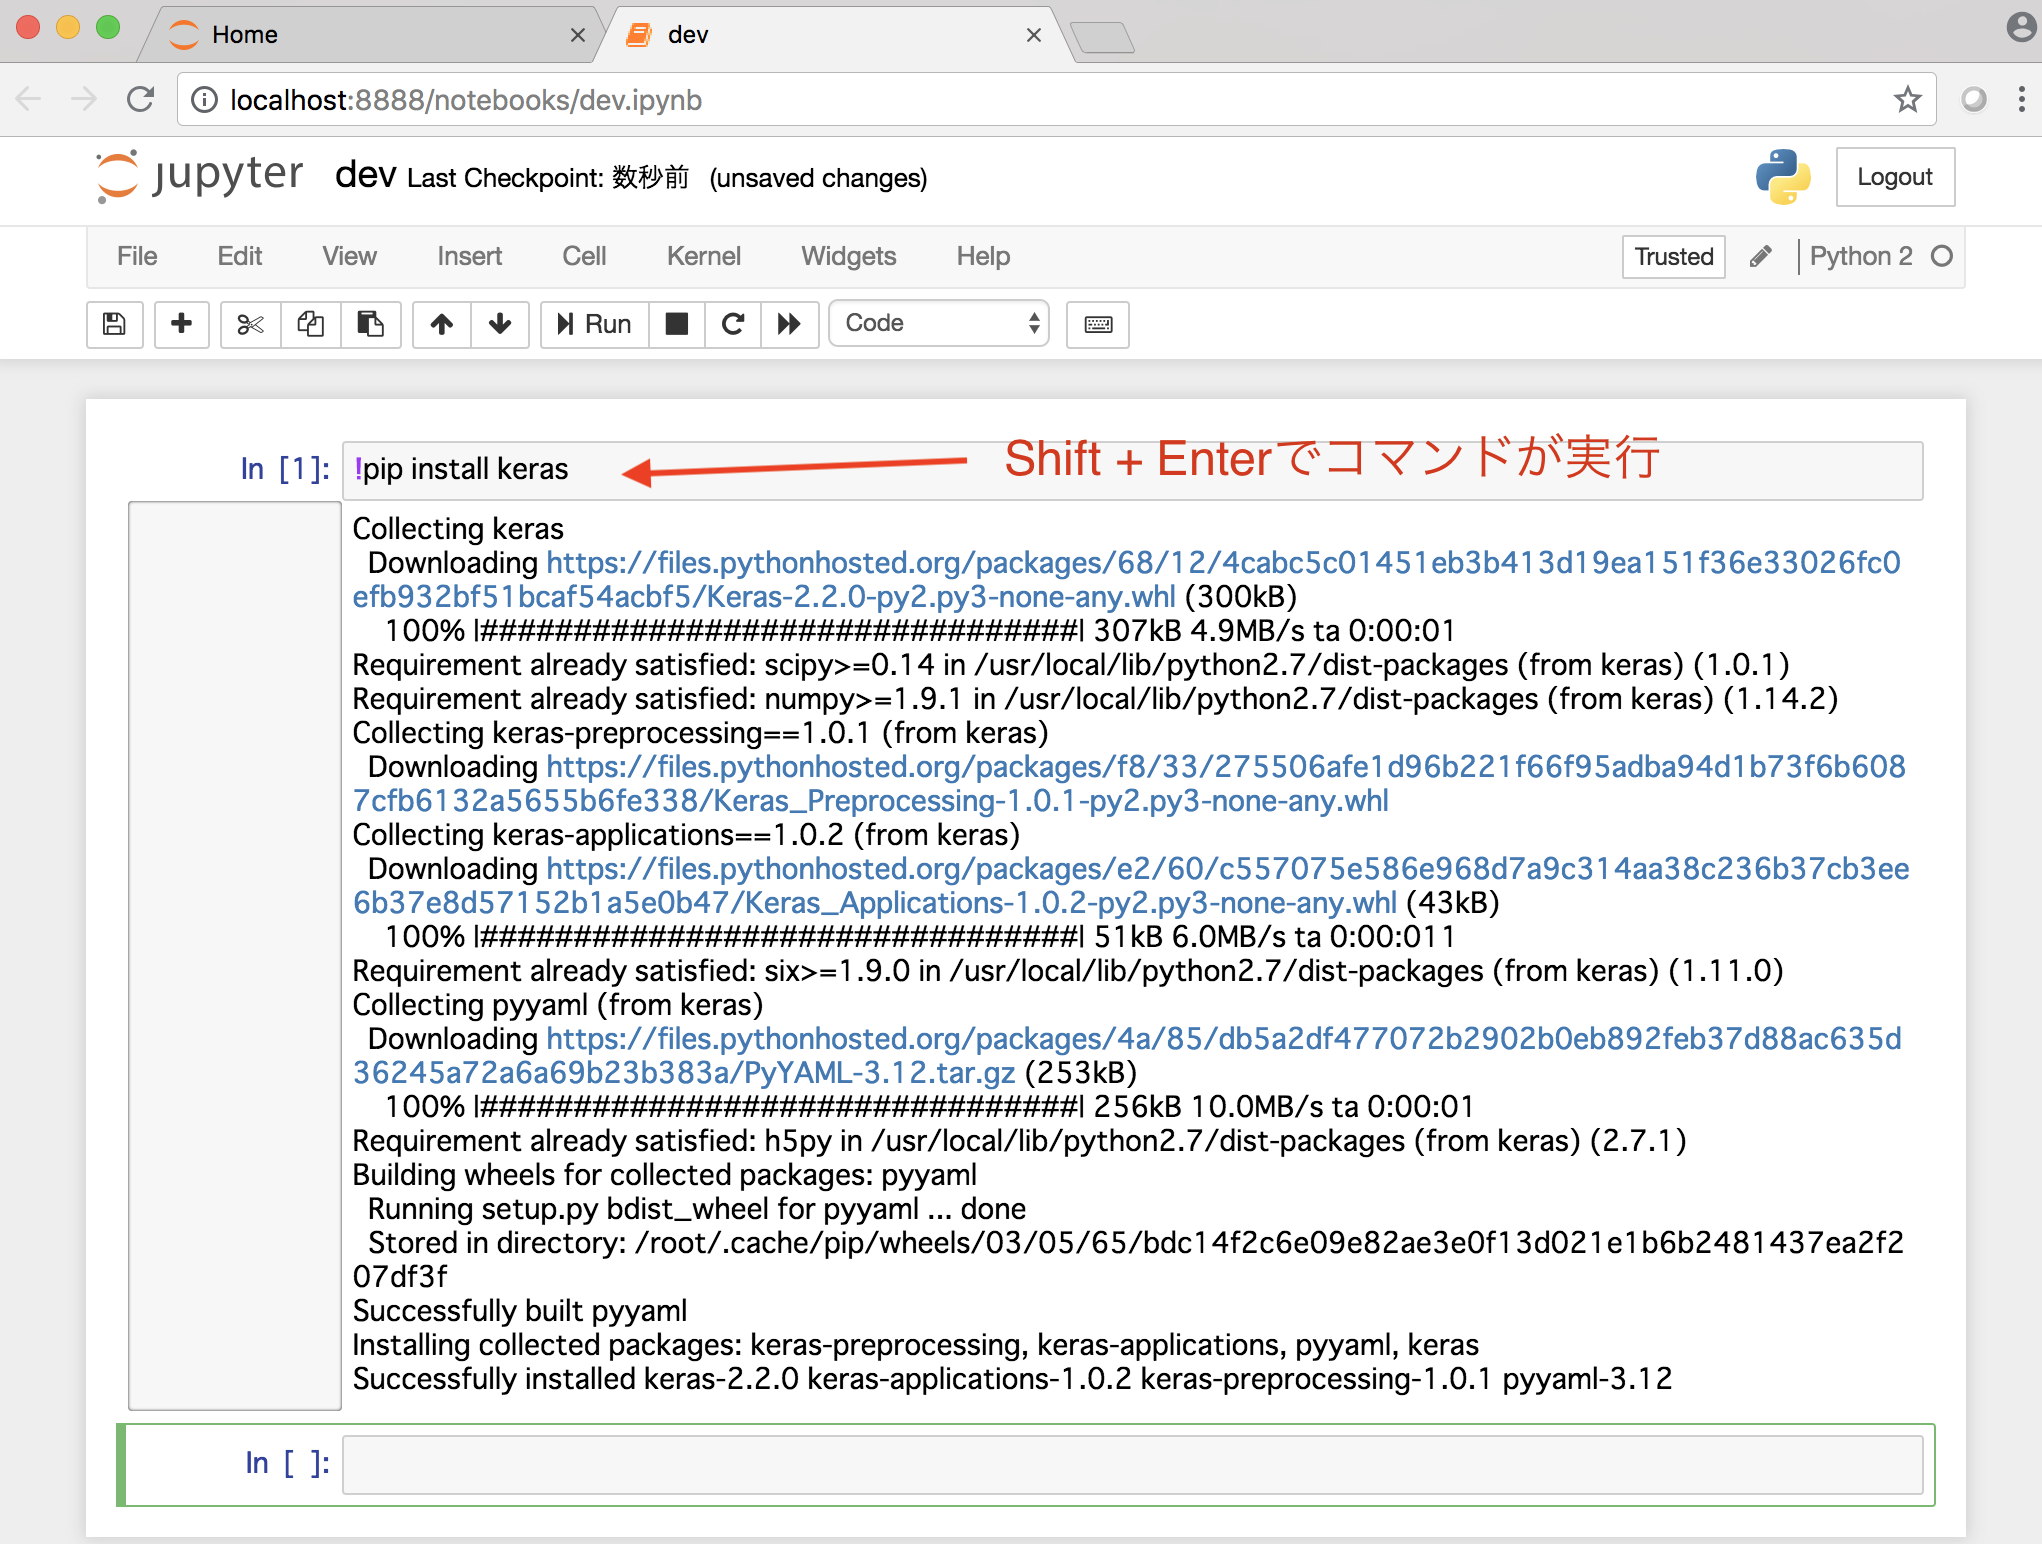 Home
dev
localhost:8888/notebooks/dev.ipynb
jupyter dev Last Checkpoint: 数秒前 (unsaved changes)
Logout
File Edit View Insert Cell Kernel Widgets Help
Trusted
Python 2
Run
Code
In [1]: !pip install keras
Shift + Enterでコマンドが実行
Collecting keras
Downloading https://files.pythonhosted.org/packages/68/12/4cabc5c01451eb3b413d19ea151f36e33026fc0
efb932bf51bcaf54acbf5/Keras-2.2.0-py2.py3-none-any.whl (300kB)
100% |################################| 307kB 4.9MB/s ta 0:00:01
Requirement already satisfied: scipy>=0.14 in /usr/local/lib/python2.7/dist-packages (from keras) (1.0.1)
Requirement already satisfied: numpy>=1.9.1 in /usr/local/lib/python2.7/dist-packages (from keras) (1.14.2)
Collecting keras-preprocessing==1.0.1 (from keras)
Downloading https://files.pythonhosted.org/packages/f8/33/275506afe1d96b221f66f95adba94d1b73f6b608
7cfb6132a5655b6fe338/Keras_Preprocessing-1.0.1-py2.py3-none-any.whl
Collecting keras-applications==1.0.2 (from keras)
Downloading https://files.pythonhosted.org/packages/e2/60/c557075e586e968d7a9c314aa38c236b37cb3ee
6b37e8d57152b1a5e0b47/Keras_Applications-1.0.2-py2.py3-none-any.whl (43kB)
100% |################################| 51kB 6.0MB/s ta 0:00:011
Requirement already satisfied: six>=1.9.0 in /usr/local/lib/python2.7/dist-packages (from keras) (1.11.0)
Collecting pyyaml (from keras)
Downloading https://files.pythonhosted.org/packages/4a/85/db5a2df477072b2902b0eb892feb37d88ac635d
36245a72a6a69b23b383a/PyYAML-3.12.tar.gz (253kB)
100% |################################| 256kB 10.0MB/s ta 0:00:01
Requirement already satisfied: h5py in /usr/local/lib/python2.7/dist-packages (from keras) (2.7.1)
Building wheels for collected packages: pyyaml
Running setup.py bdist_wheel for pyyaml ... done
Stored in directory: /root/.cache/pip/wheels/03/05/65/bdc14f2c6e09e82ae3e0f13d021e1b6b2481437ea2f2
07df3f
Successfully built pyyaml
Installing collected packages: keras-preprocessing, keras-applications, pyyaml, keras
Successfully installed keras-2.2.0 keras-applications-1.0.2 keras-preprocessing-1.0.1 pyyaml-3.12
In [ ]: